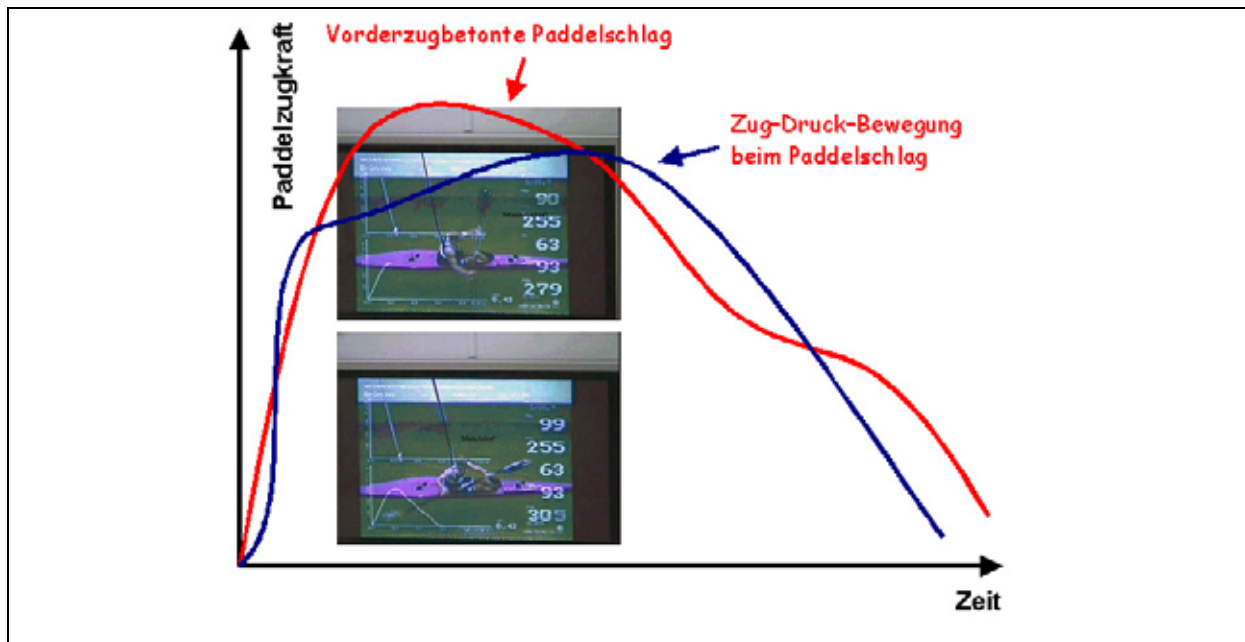 Vorderzugbetonte Paddelschlag
Paddelzugkraft
Zug-Druck-Bewegung
beim Paddelschlag
90
255
63
93
279
99
255
63
93
305
Zeit